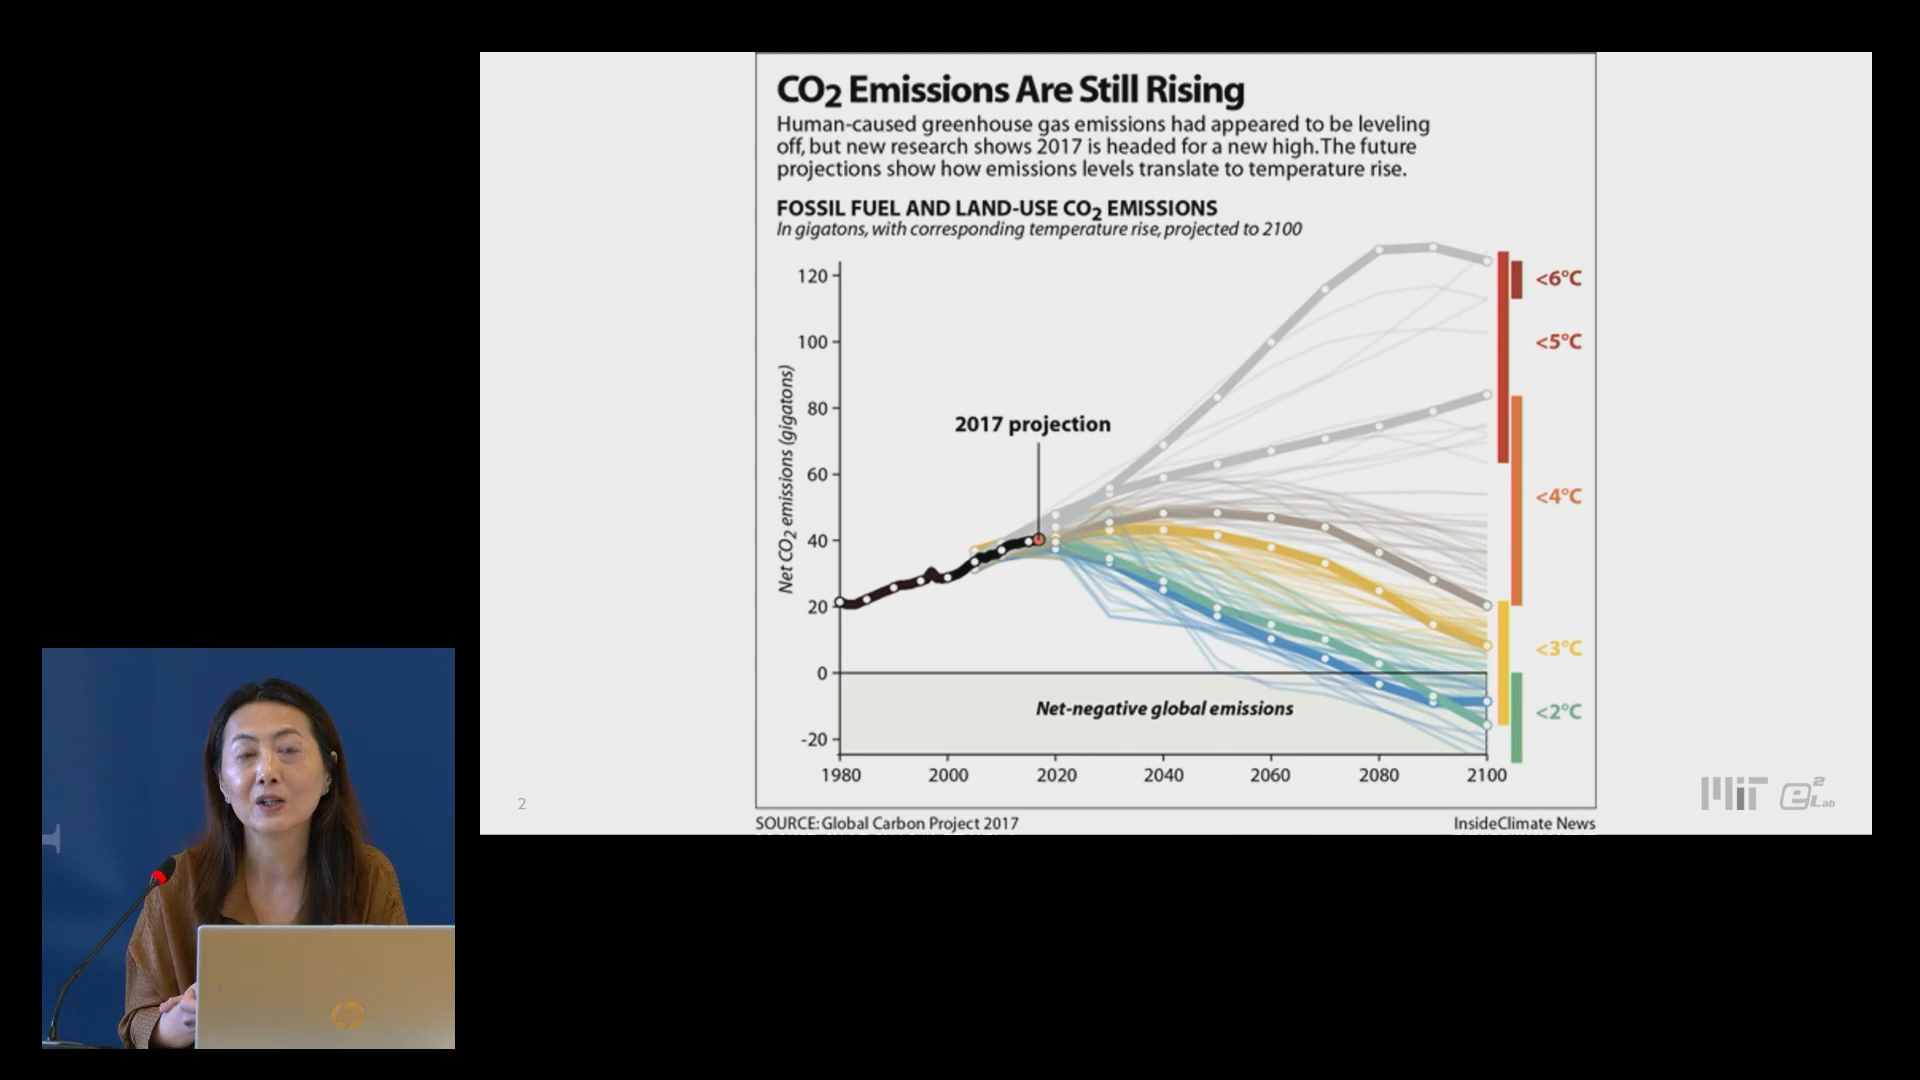 CO2 Emissions Are Still Rising
Human-caused greenhouse gas emissions had appeared to be leveling
off, but new research shows 2017 is headed for a new high. The future
projections show how emissions levels translate to temperature rise.
FOSSIL FUEL AND LAND-USE CO2 EMISSIONS
In gigatons, with corresponding temperature rise, projected to 2100
Net CO2 emissions (gigatons)
120
100
80
60
40
20
0
-20
2017 projection
Net-negative global emissions
<6°C
<5°C
<4°C
<3°C
<2°C
1980
2000
2020
2040
2060
2080
2100
SOURCE: Global Carbon Project 2017
InsideClimate News
2
MIT
e2Lab
hp